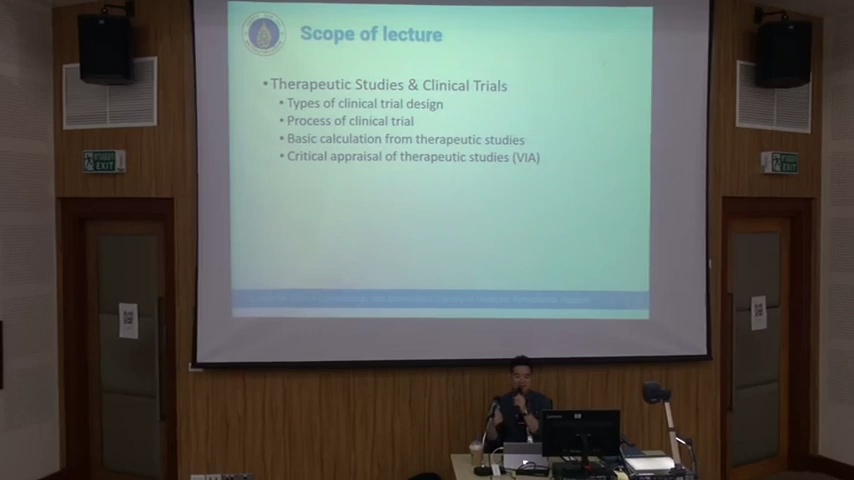 Scope of lecture
• Therapeutic Studies & Clinical Trials
• Types of clinical trial design
• Process of clinical trial
• Basic calculation from therapeutic studies
• Critical appraisal of therapeutic studies (VIA)
EXIT
EXIT